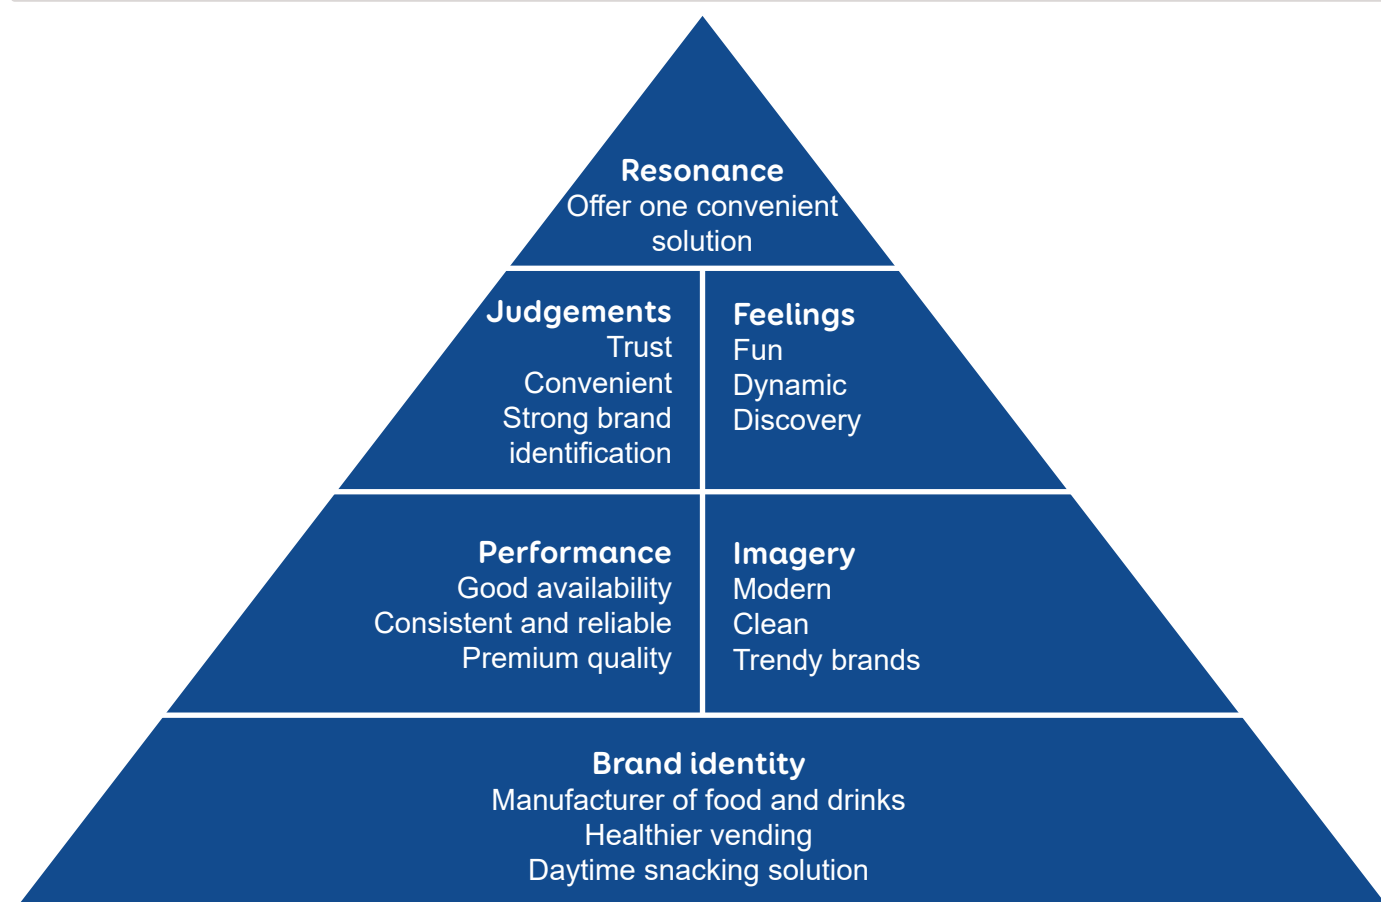 Resonance
Offer one convenient
solution
Judgements
Trust
Convenient
Strong brand
identification
Feelings
Fun
Dynamic
Discovery
Performance
Good availability
Consistent and reliable
Premium quality
Imagery
Modern
Clean
Trendy brands
Brand identity
Manufacturer of food and drinks
Healthier vending
Daytime snacking solution